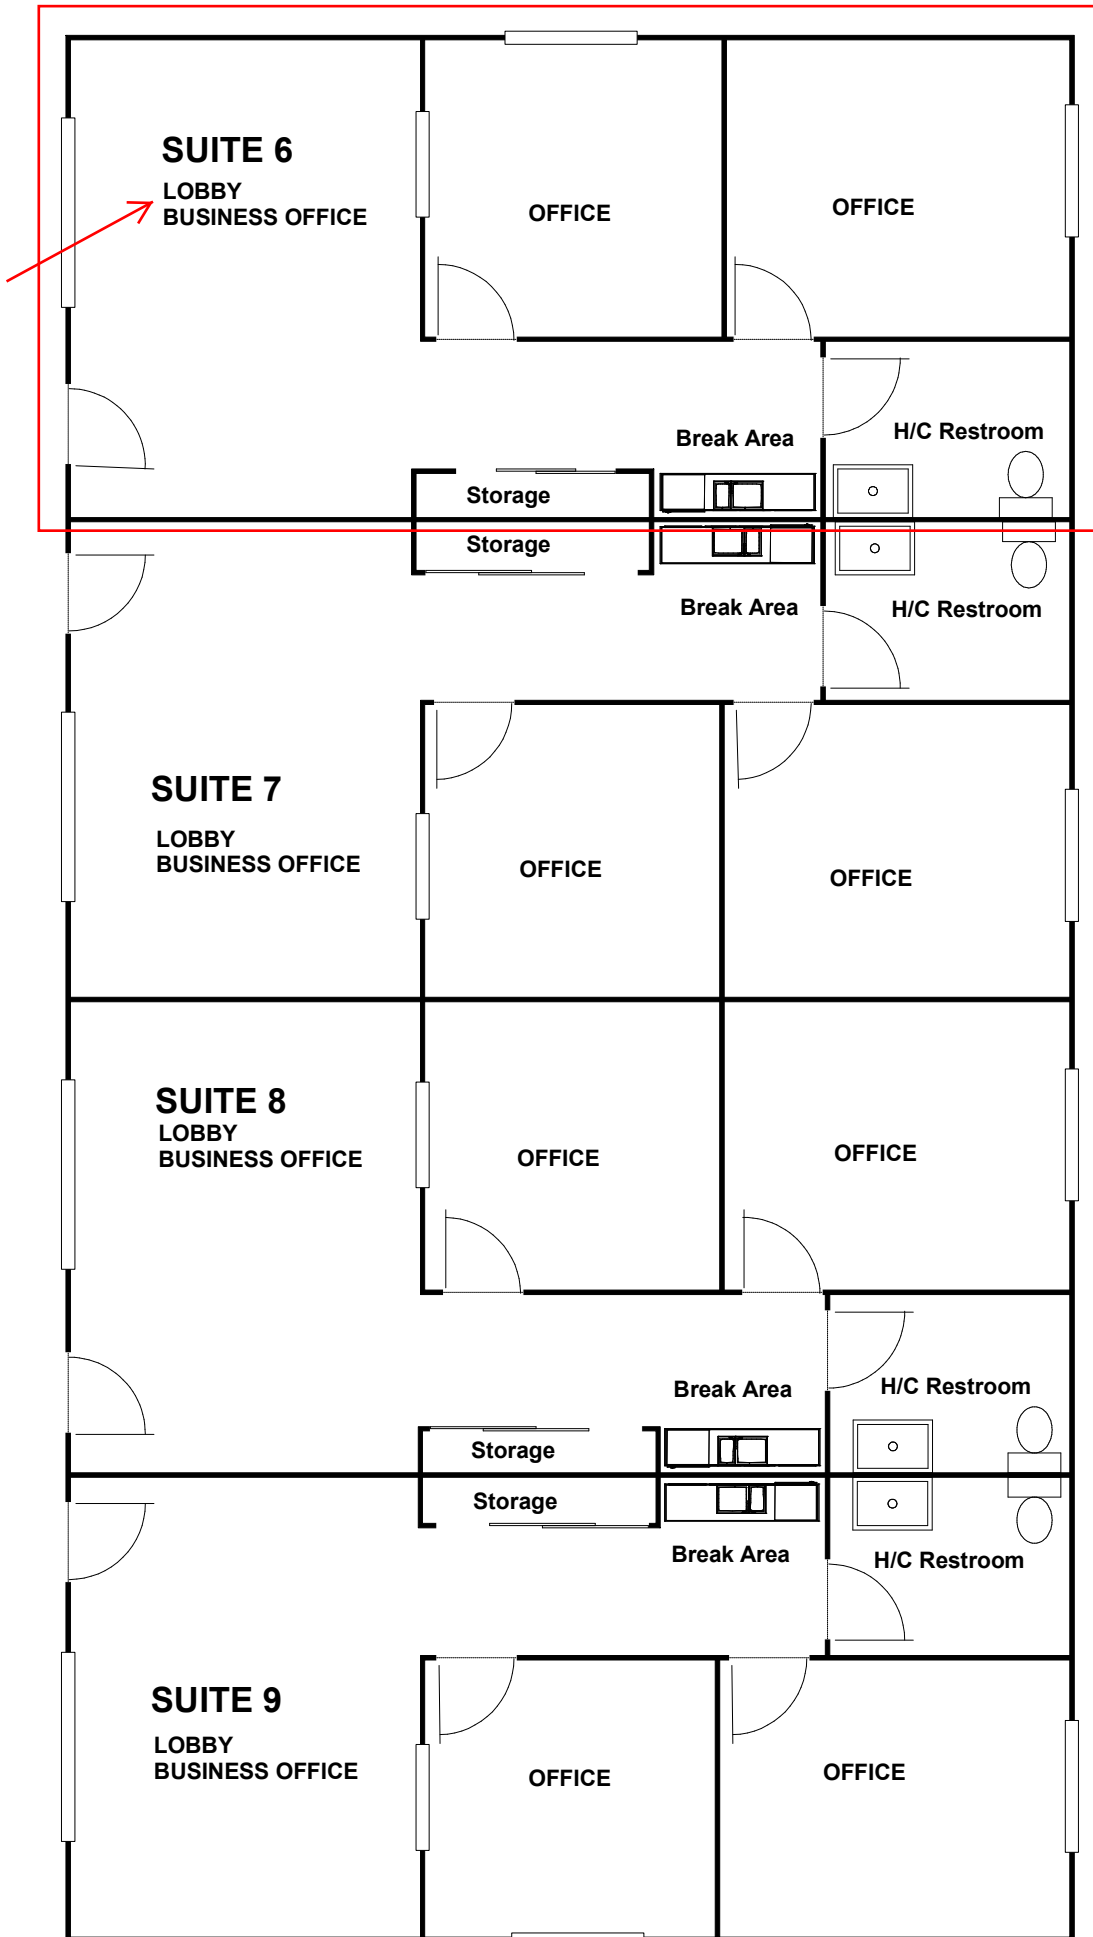 SUITE 6
LOBBY
BUSINESS OFFICE
OFFICE
OFFICE
Break Area
H/C Restroom
Storage
Storage
Break Area
H/C Restroom
SUITE 7
LOBBY
BUSINESS OFFICE
OFFICE
OFFICE
SUITE 8
LOBBY
BUSINESS OFFICE
OFFICE
OFFICE
Break Area
H/C Restroom
Storage
Storage
Break Area
H/C Restroom
SUITE 9
LOBBY
BUSINESS OFFICE
OFFICE
OFFICE